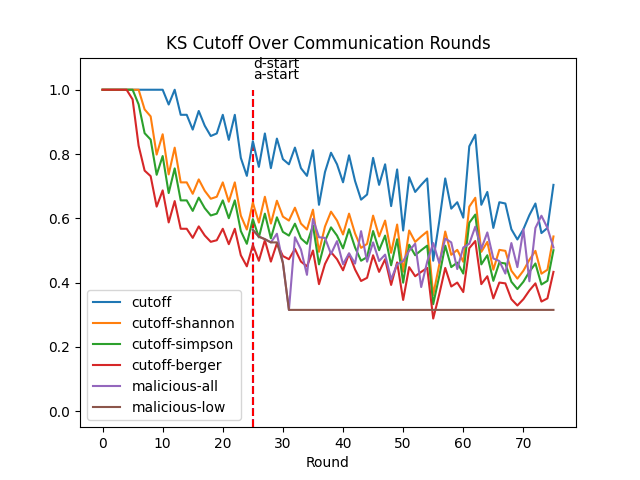 KS Cutoff Over Communication Rounds
d-start
a-start
1.0
0.8
0.6
0.4
0.2
0.0
cutoff
cutoff-shannon
cutoff-simpson
cutoff-berger
malicious-all
malicious-low
0 10 20 30 40 50 60 70
Round